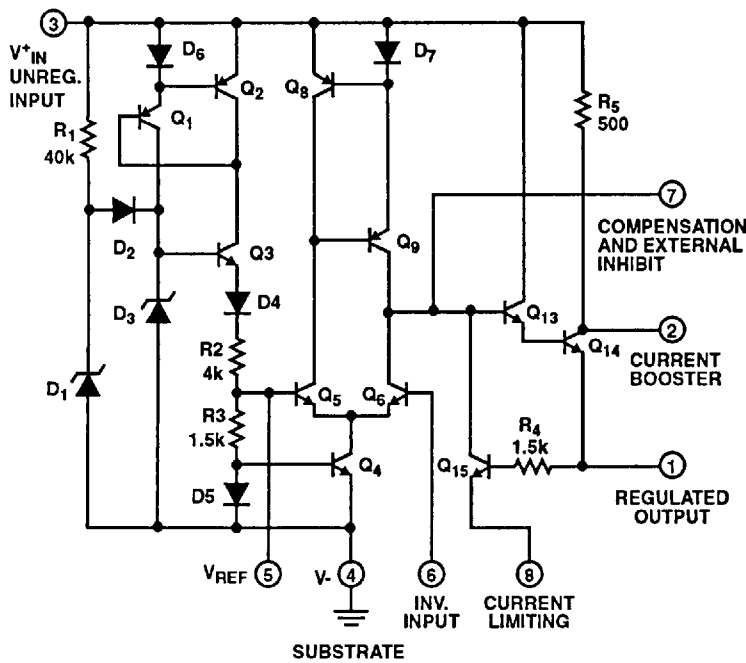 3
V+IN
UNREG.
INPUT
D6
Q1
Q2
Q8
D7
R1
40k
R5
500
7
COMPENSATION
AND EXTERNAL
INHIBIT
D2
Q3
Q9
D3
D4
Q13
Q14
2
CURRENT
BOOSTER
R2
4k
D1
Q5
Q6
R3
1.5k
R4
1.5k
Q15
Q4
1
REGULATED
OUTPUT
D5
VREF 5
V- 4
6
INV.
INPUT
8
CURRENT
LIMITING
SUBSTRATE